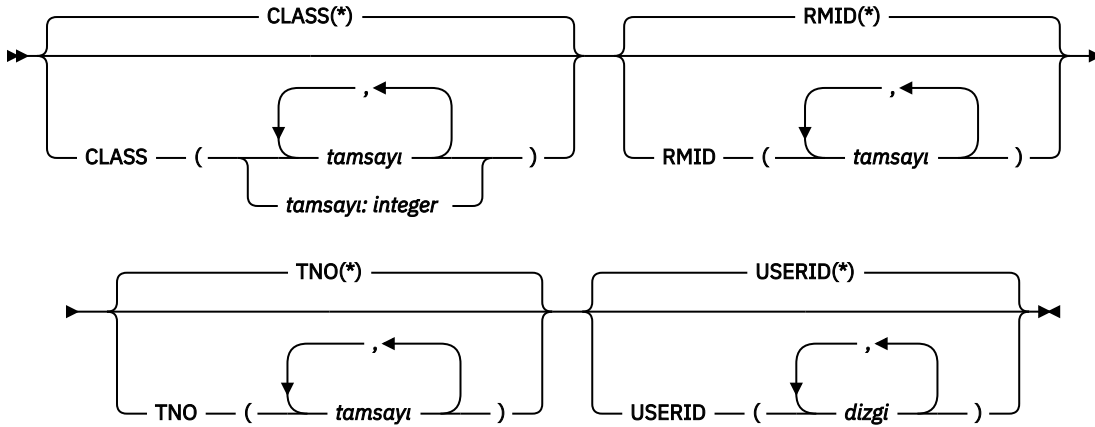 CLASS(*) RMID(*)
, ,
CLASS ( tamsayı ) RMID ( tamsayı )
tamsayı: integer
TNO(*) USERID(*)
, ,
TNO ( tamsayı ) USERID ( dizgi )